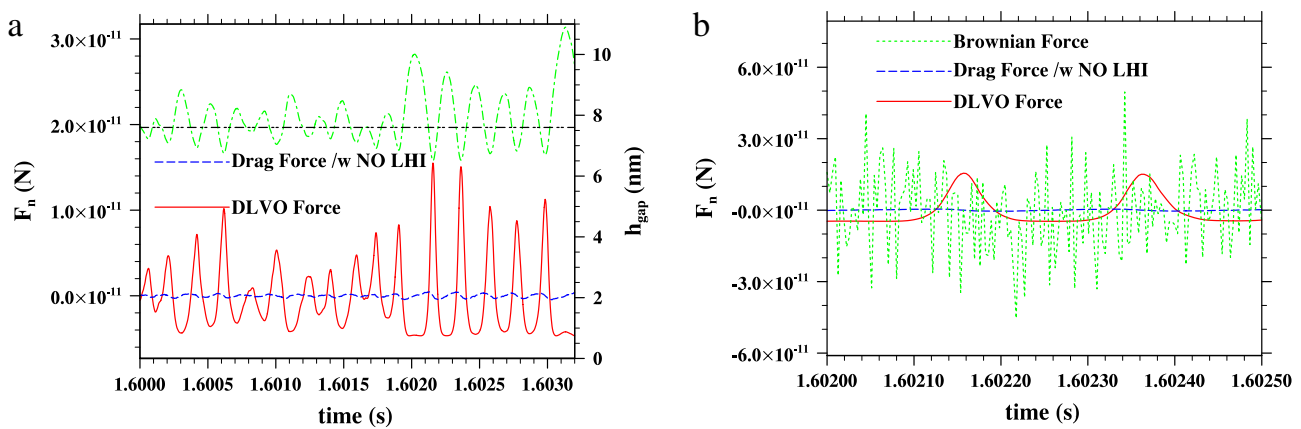 a
3.0×10⁻¹¹
2.0×10⁻¹¹
1.0×10⁻¹¹
0.0×10⁻¹¹
Fₙ (N)
Drag Force /w NO LHI
DLVO Force
10
8
6
4
2
0
h_gap (nm)
1.6000 1.6005 1.6010 1.6015 1.6020 1.6025 1.6030
time (s)
b
6.0×10⁻¹¹
3.0×10⁻¹¹
-0.0×10⁻¹¹
-3.0×10⁻¹¹
-6.0×10⁻¹¹
Fₙ (N)
Brownian Force
Drag Force /w NO LHI
DLVO Force
1.60200 1.60210 1.60220 1.60230 1.60240 1.60250
time (s)